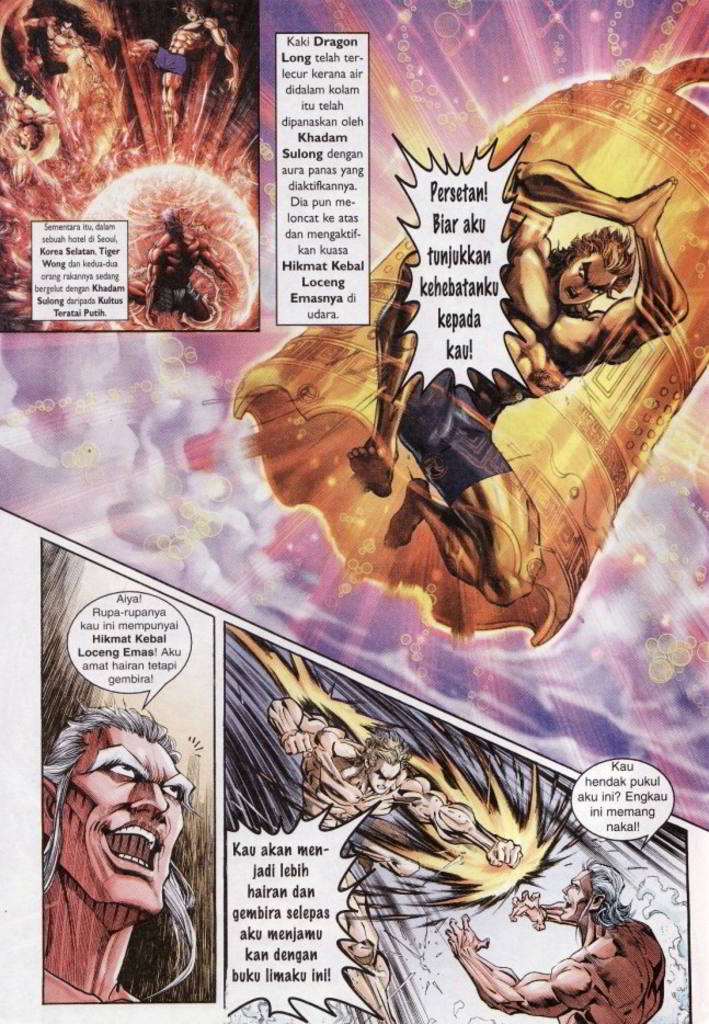 Sementara itu, dalam
sebuah hotel di Seoul,
Korea Selatan, Tiger
Wong dan kedua-dua
orang rakannya sedang
bergelut dengan Khadam
Sulong daripada Kultus
Teratai Putih.
Kaki Dragon
Long telah ter-
lecur kerana air
didalam kolam
itu telah
dipanaskan oleh
Khadam
Sulong dengan
aura panas yang
diaktifkannya.
Dia pun me-
loncat ke atas
dan mengaktif-
kan kuasa
Hikmat Kebal
Loceng
Emasnya di
udara.
Persetan!
Biar aku
tunjukkan
kehebatanku
kepada
kau!
Aiya!
Rupa-rupanya
kau ini mempunyai
Hikmat Kebal
Loceng Emas! Aku
amat hairan tetapi
gembira!
Kau akan men-
jadi lebih
hairan dan
gembira selepas
aku menjamu
kan dengan
buku limaku ini!
Kau
hendak pukul
aku ini? Engkau
ini memang
nakal!